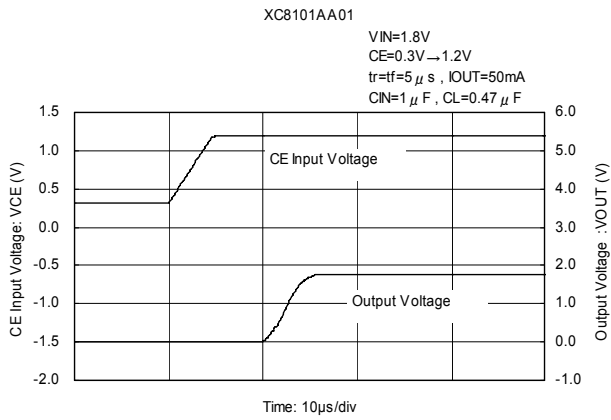 XC8101AA01
VIN=1.8V
CE=0.3V→1.2V
tr=tf=5 μ s , IOUT=50mA
CIN=1 μ F , CL=0.47 μ F
1.5
1.0
0.5
0.0
-0.5
-1.0
-1.5
-2.0
CE Input Voltage: VCE (V)
CE Input Voltage
Output Voltage
6.0
5.0
4.0
3.0
2.0
1.0
0.0
-1.0
Output Voltage :VOUT (V)
Time: 10μs/div